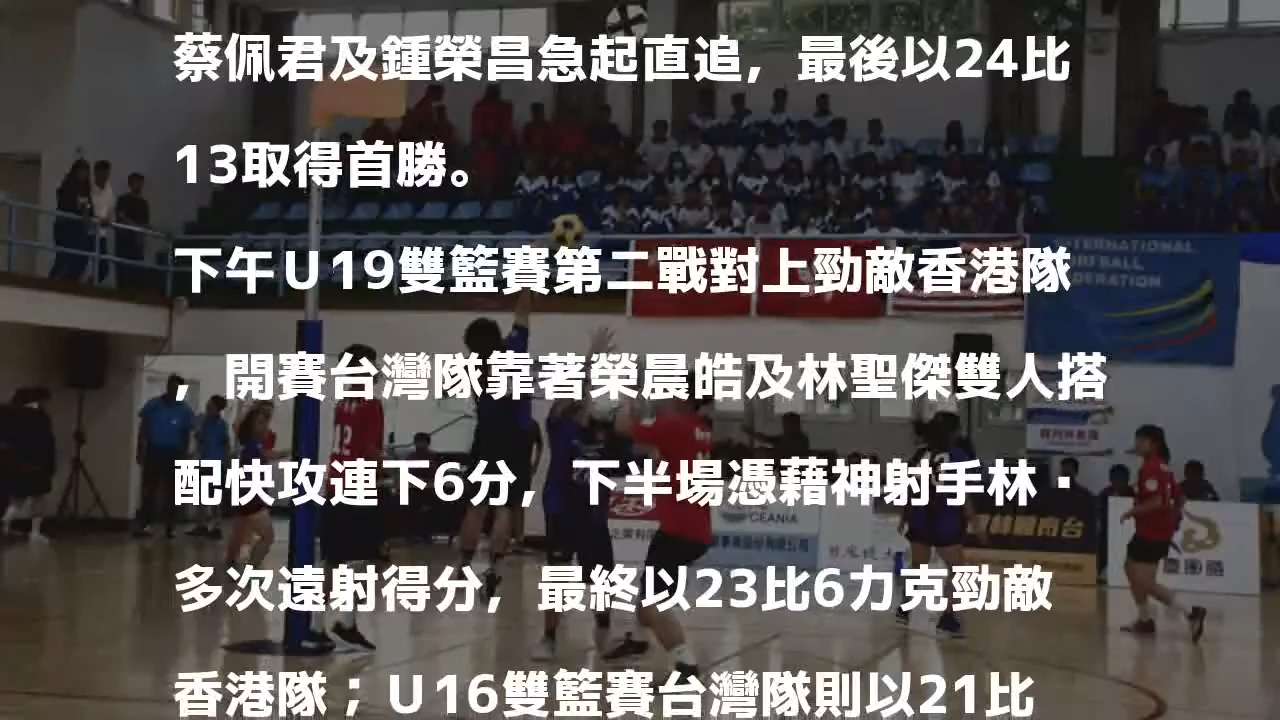 蔡佩君及鍾榮昌急起直追，最後以24比
13取得首勝。
下午Ｕ19雙籃賽第二戰對上勁敵香港隊
，開賽台灣隊靠著榮晨皓及林聖傑雙人搭
配快攻連下6分，下半場憑藉神射手林·
多次遠射得分，最終以23比6力克勁敵
香港隊；Ｕ16雙籃賽台灣隊則以21比
INTERNATIONAL
KORFBALL
FEDERATION
OCEANIA
12